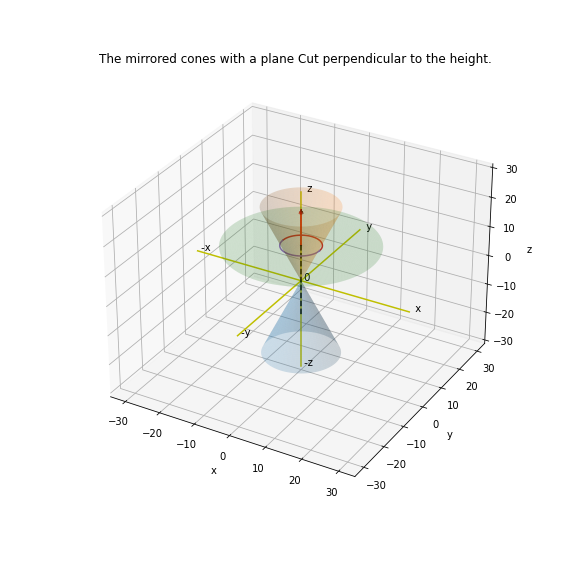 The mirrored cones with a plane Cut perpendicular to the height.
z
y
-x
0
x
-y
-z
30
20
10
0
−10
−20
−30
z
−30
−20
−10
0
10
20
30
x
−30
−20
−10
0
10
20
30
y